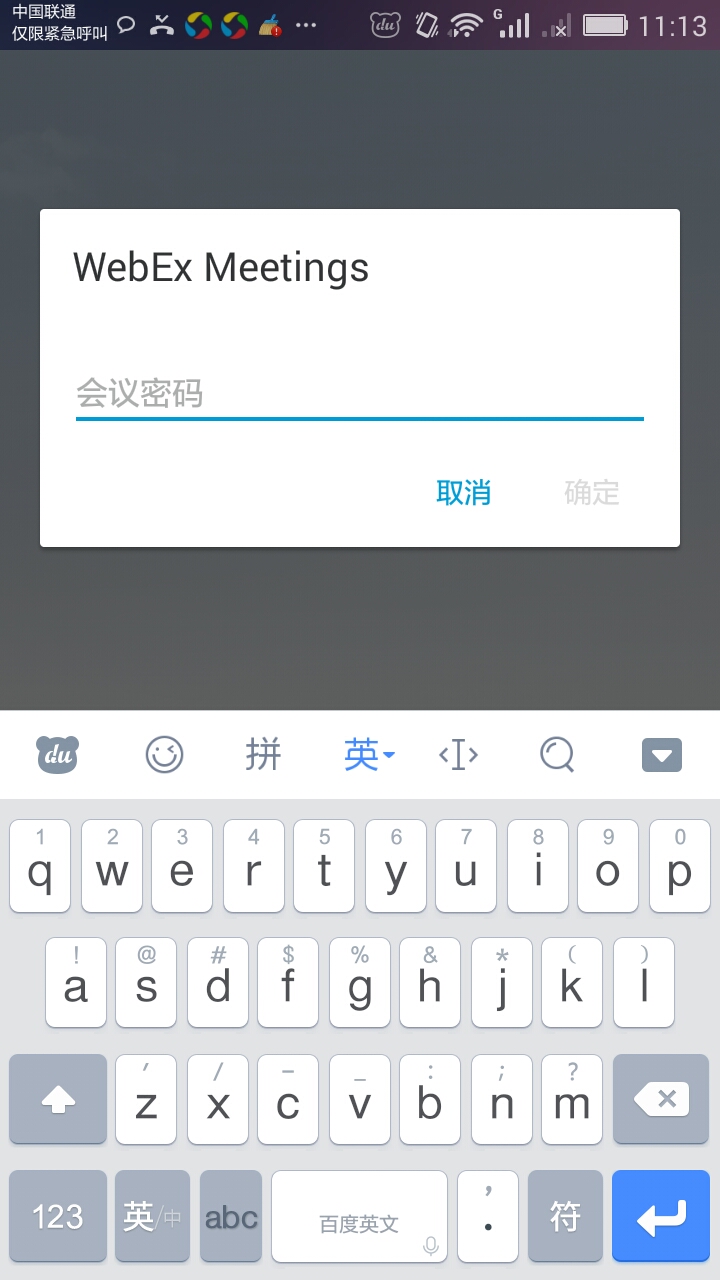 中国联通
仅限紧急呼叫
du
G
11:13
WebEx Meetings
会议密码
取消 确定
du 拼 英
1 2 3 4 5 6 7 8 9 0
q w e r t y u i o p
! @ # $ % & * ( )
a s d f g h j k l
′ / – _ : ; ?
z x c v b n m
,
123 英/中 abc 百度英文 . 符